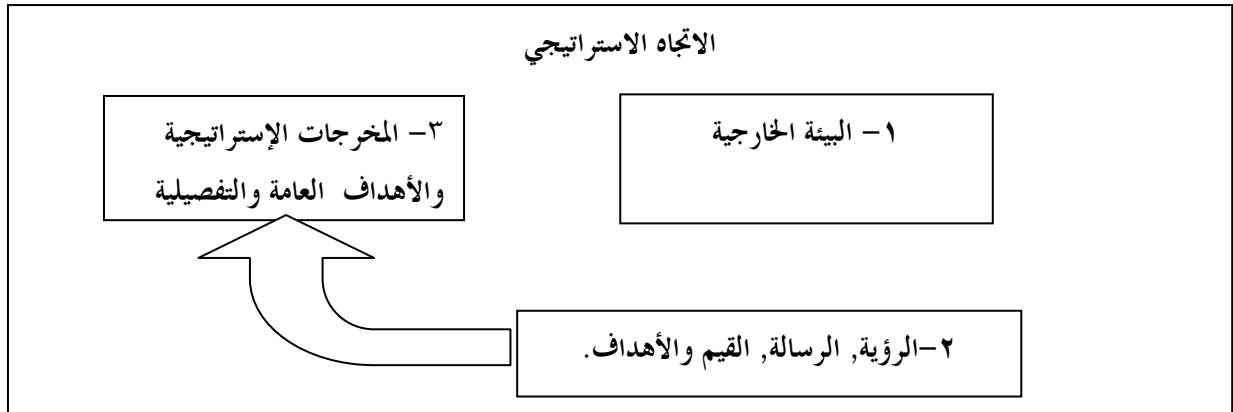 الاتجاه الاستراتيجي
١- البيئة الخارجية
٣- المخرجات الإستراتيجية
والأهداف العامة والتفصيلية
٢-الرؤية, الرسالة, القيم والأهداف.